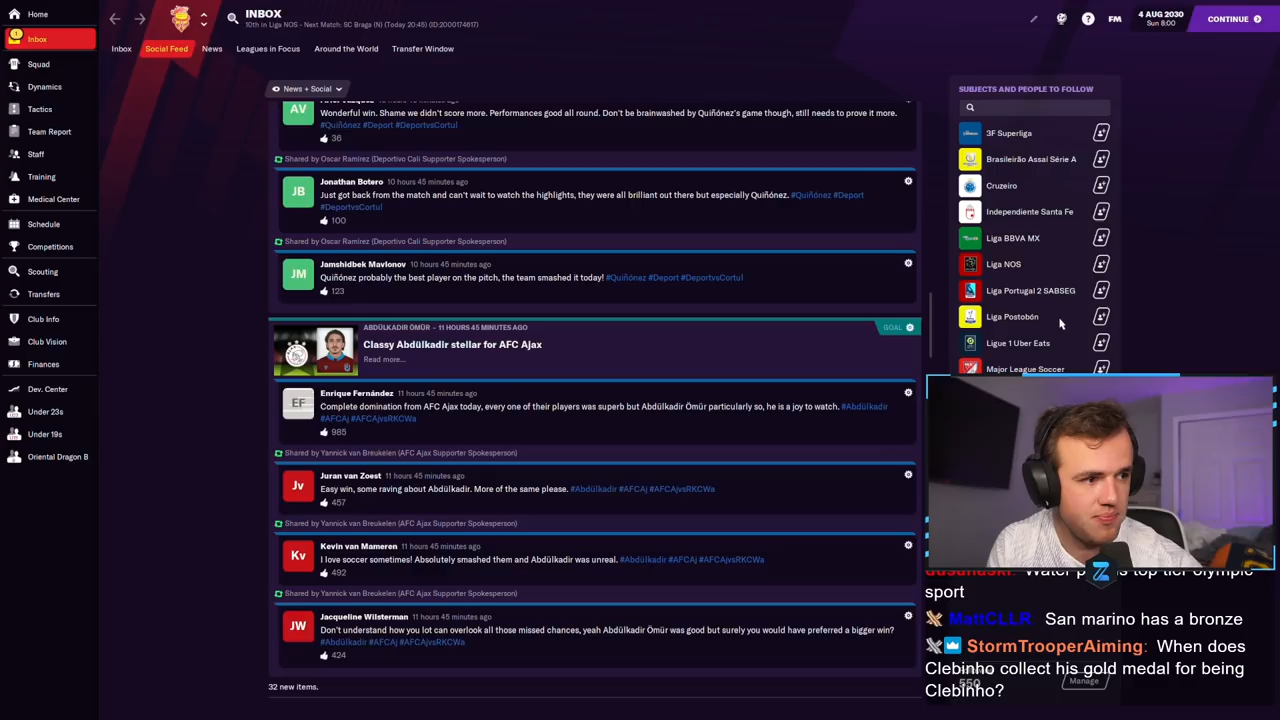 Home
Inbox
Squad
Dynamics
Tactics
Team Report
Staff
Training
Medical Center
Schedule
Competitions
Scouting
Transfers
Club Info
Club Vision
Finances
Dev. Center
Under 23s
Under 19s
Oriental Dragon B
INBOX
10th in Liga NOS - Next Match: SC Braga (N) (Today 20:45) (ID:2000174617)
FM
4 AUG 2030
Sun 8:00
CONTINUE
Inbox
Social Feed
News
Leagues in Focus
Around the World
Transfer Window
News + Social
AV
10 hours 45 minutes ago
Wonderful win. Shame we didn't score more. Performances good all round. Don't be brainwashed by Quiñónez's game though, still needs to prove it more.
#Quiñónez #Deport #DeportvsCortul
36
Shared by Oscar Ramírez (Deportivo Cali Supporter Spokesperson)
JB
Jonathan Botero 10 hours 45 minutes ago
Just got back from the match and can't wait to watch the highlights, they were all brilliant out there but especially Quiñónez. #Quiñónez #Deport
#DeportvsCortul
100
Shared by Oscar Ramírez (Deportivo Cali Supporter Spokesperson)
JM
Jamshidbek Mavlonov 10 hours 45 minutes ago
Quiñónez probably the best player on the pitch, the team smashed it today! #Quiñónez #Deport #DeportvsCortul
123
ABDÜLKADIR ÖMÜR - 11 HOURS 45 MINUTES AGO
GOAL
Classy Abdülkadir stellar for AFC Ajax
Read more...
EF
Enrique Fernández 11 hours 45 minutes ago
Complete domination from AFC Ajax today, every one of their players was superb but Abdülkadir Ömür particularly so, he is a joy to watch. #Abdülkadir
#AFCAj #AFCAjvsRKCWa
985
Shared by Yannick van Breukelen (AFC Ajax Supporter Spokesperson)
Jv
Juran van Zoest 11 hours 45 minutes ago
Easy win, some raving about Abdülkadir. More of the same please. #Abdülkadir #AFCAj #AFCAjvsRKCWa
457
Shared by Yannick van Breukelen (AFC Ajax Supporter Spokesperson)
Kv
Kevin van Mameren 11 hours 45 minutes ago
I love soccer sometimes! Absolutely smashed them and Abdülkadir was unreal. #Abdülkadir #AFCAj #AFCAjvsRKCWa
492
Shared by Yannick van Breukelen (AFC Ajax Supporter Spokesperson)
JW
Jacqueline Wilsterman 11 hours 45 minutes ago
Don't understand how you lot can overlook all those missed chances, yeah Abdülkadir Ömür was good but surely you would have preferred a bigger win?
#Abdülkadir #AFCAj #AFCAjvsRKCWa
424
32 new items.
SUBJECTS AND PEOPLE TO FOLLOW
3F Superliga
Brasileirão Assaí Série A
Cruzeiro
Independiente Santa Fe
Liga BBVA MX
Liga NOS
Liga Portugal 2 SABSEG
Liga Postobón
Ligue 1 Uber Eats
Major League Soccer
top tier olympic
sport
MattCLLR: San marino has a bronze
StormTrooperAiming: When does
Clebinho collect his gold medal for being
Clebinho?
550
Manage